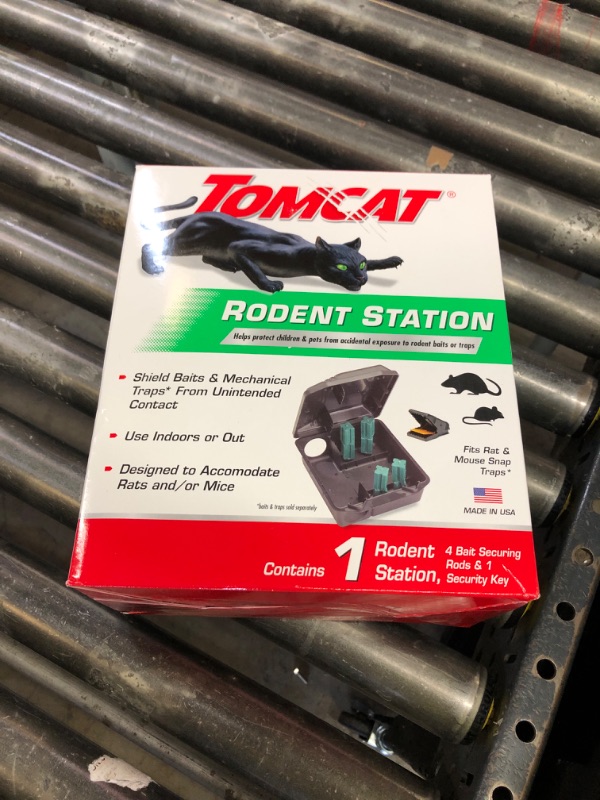 TOMCAT®
RODENT STATION
Helps protect children & pets from accidental exposure to rodent baits or traps
Shield Baits & Mechanical
Traps* From Unintended
Contact
Use Indoors or Out
Designed to Accomodate
Rats and/or Mice
*baits & traps sold separately
Fits Rat &
Mouse Snap
Traps*
MADE IN USA
Contains 1 Rodent Station, 4 Bait Securing Rods & 1 Security Key